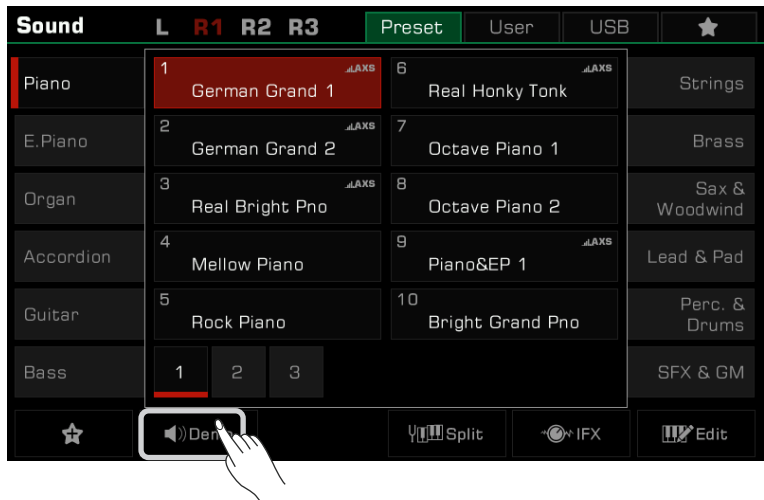 Sound L R1 R2 R3 Preset User USB
Piano
E.Piano
Organ
Accordion
Guitar
Bass
1 AXS
German Grand 1
2 AXS
German Grand 2
3 AXS
Real Bright Pno
4
Mellow Piano
5
Rock Piano
6 AXS
Real Honky Tonk
7
Octave Piano 1
8
Octave Piano 2
9 AXS
Piano&EP 1
10
Bright Grand Pno
1 2 3
Strings
Brass
Sax &
Woodwind
Lead & Pad
Perc. &
Drums
SFX & GM
Split IFX Edit